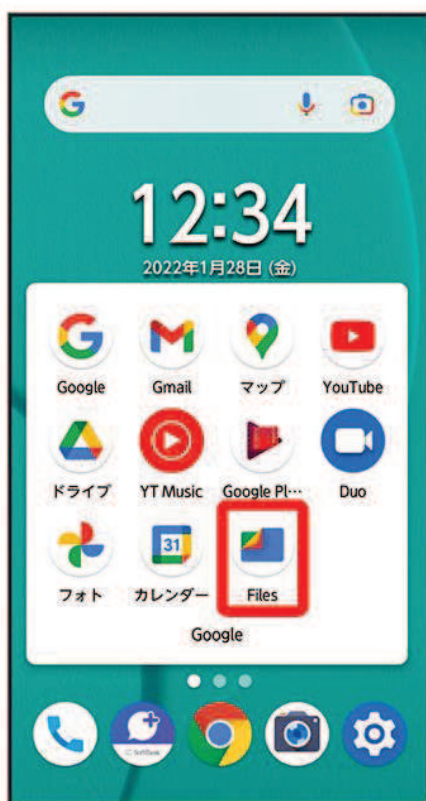 12:34
2022年1月28日 (金)
Google
Gmail
マップ
YouTube
ドライブ
YT Music
Google Pl…
Duo
フォト
31
カレンダー
Files
Google
SoftBank